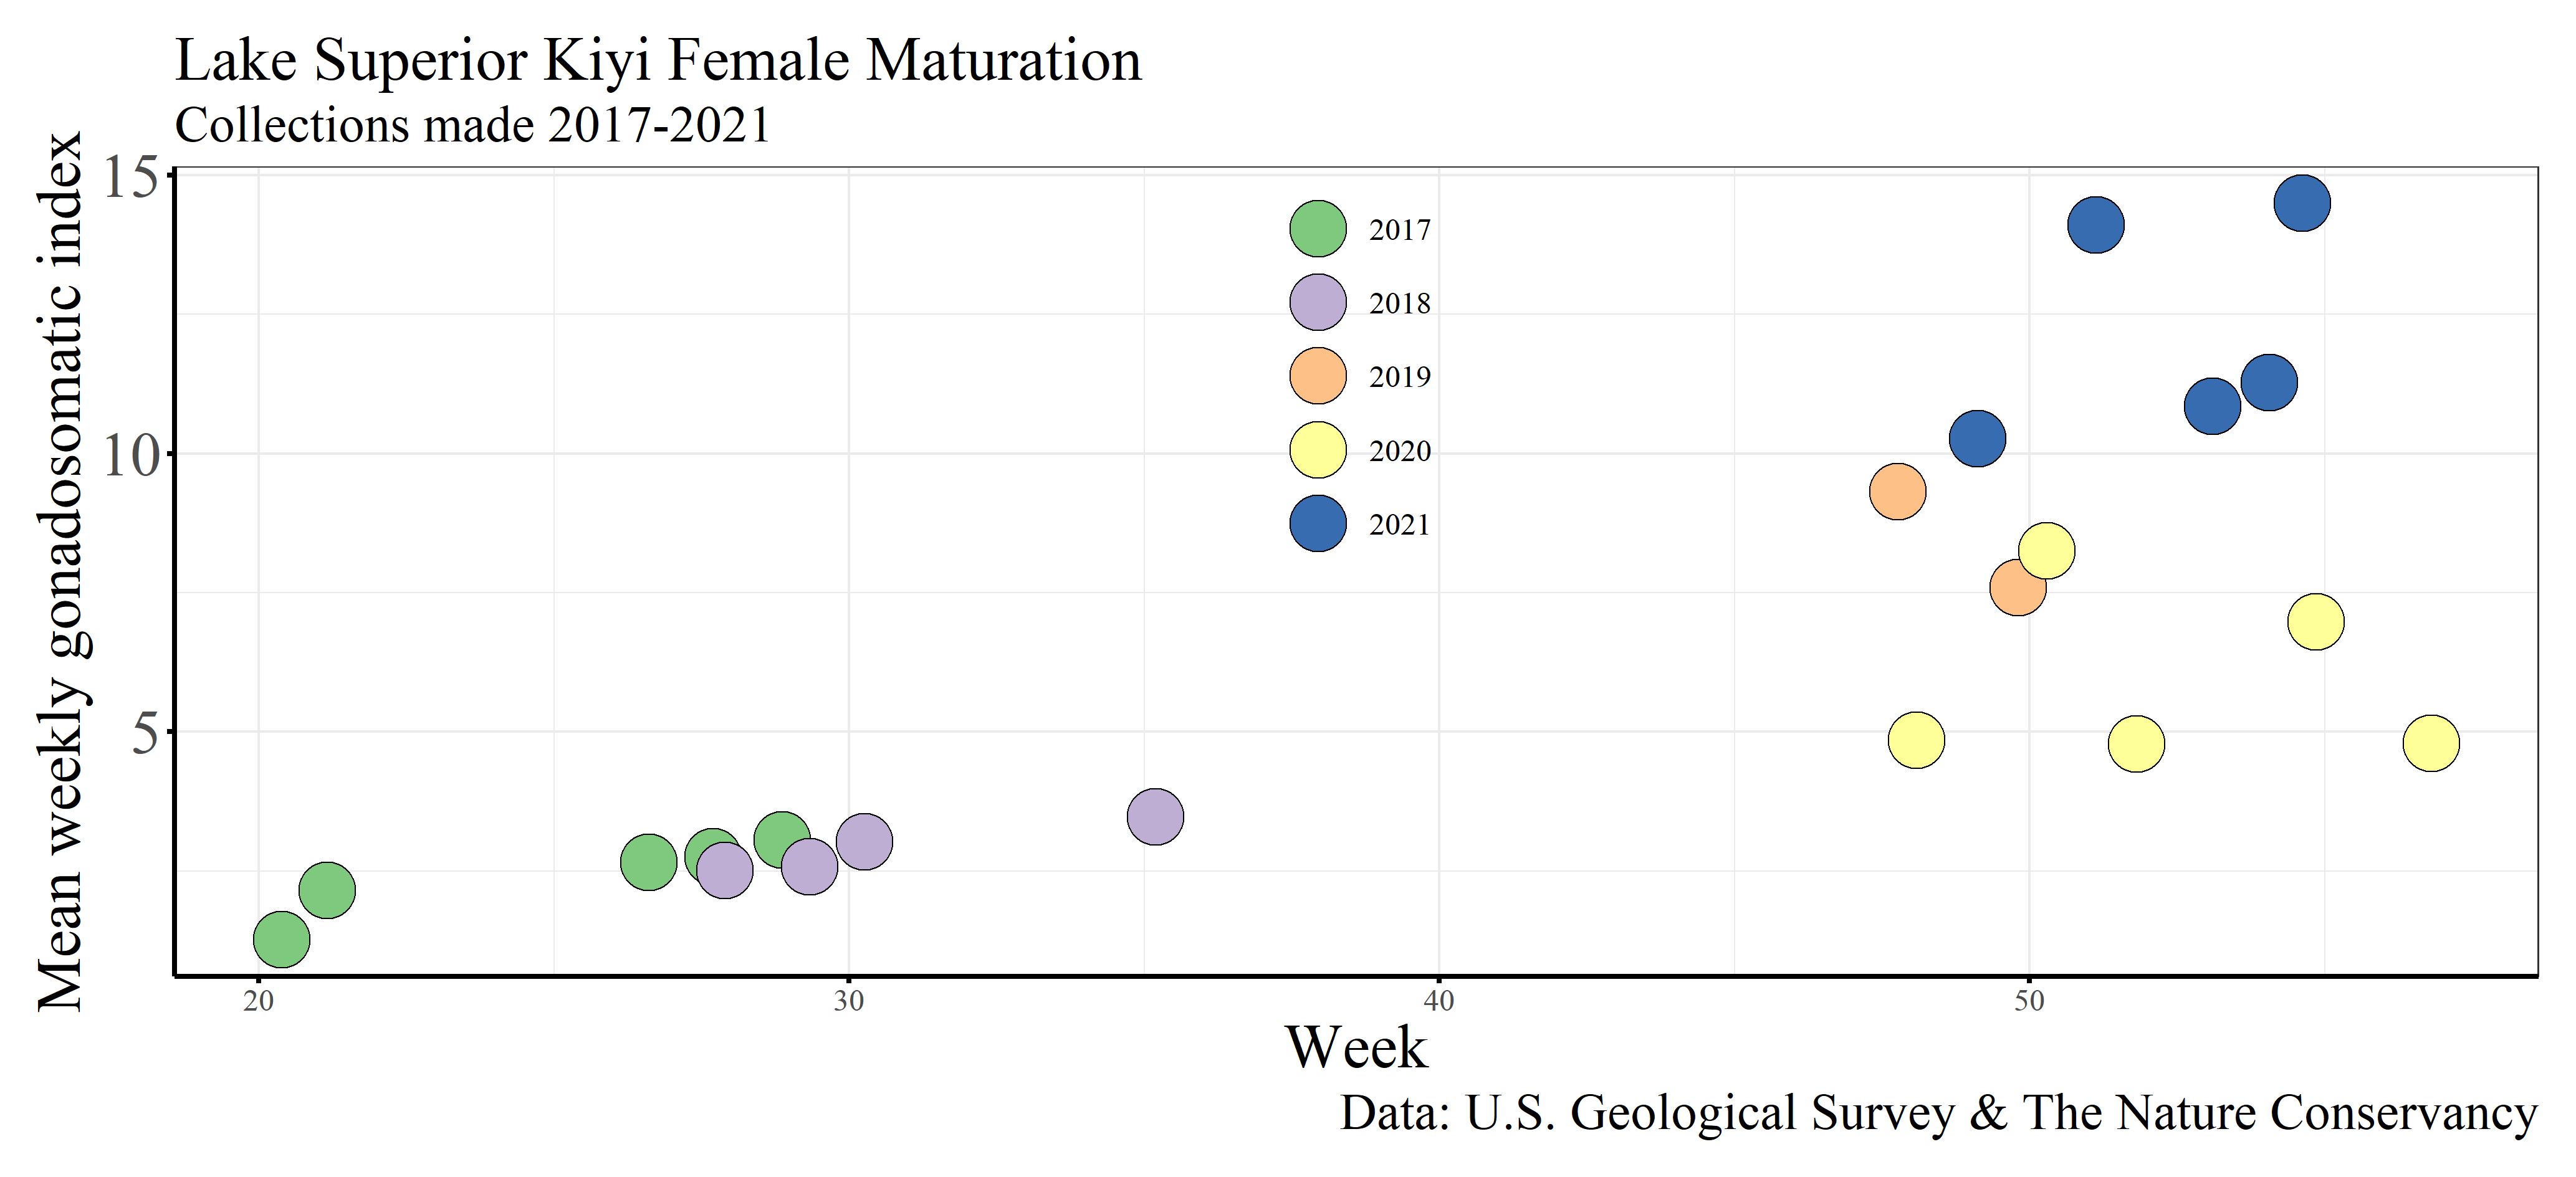 Lake Superior Kiyi Female Maturation
Collections made 2017-2021
Mean weekly gonadosomatic index
15
10
5
2017
2018
2019
2020
2021
20
30
40
50
Week
Data: U.S. Geological Survey & The Nature Conservancy